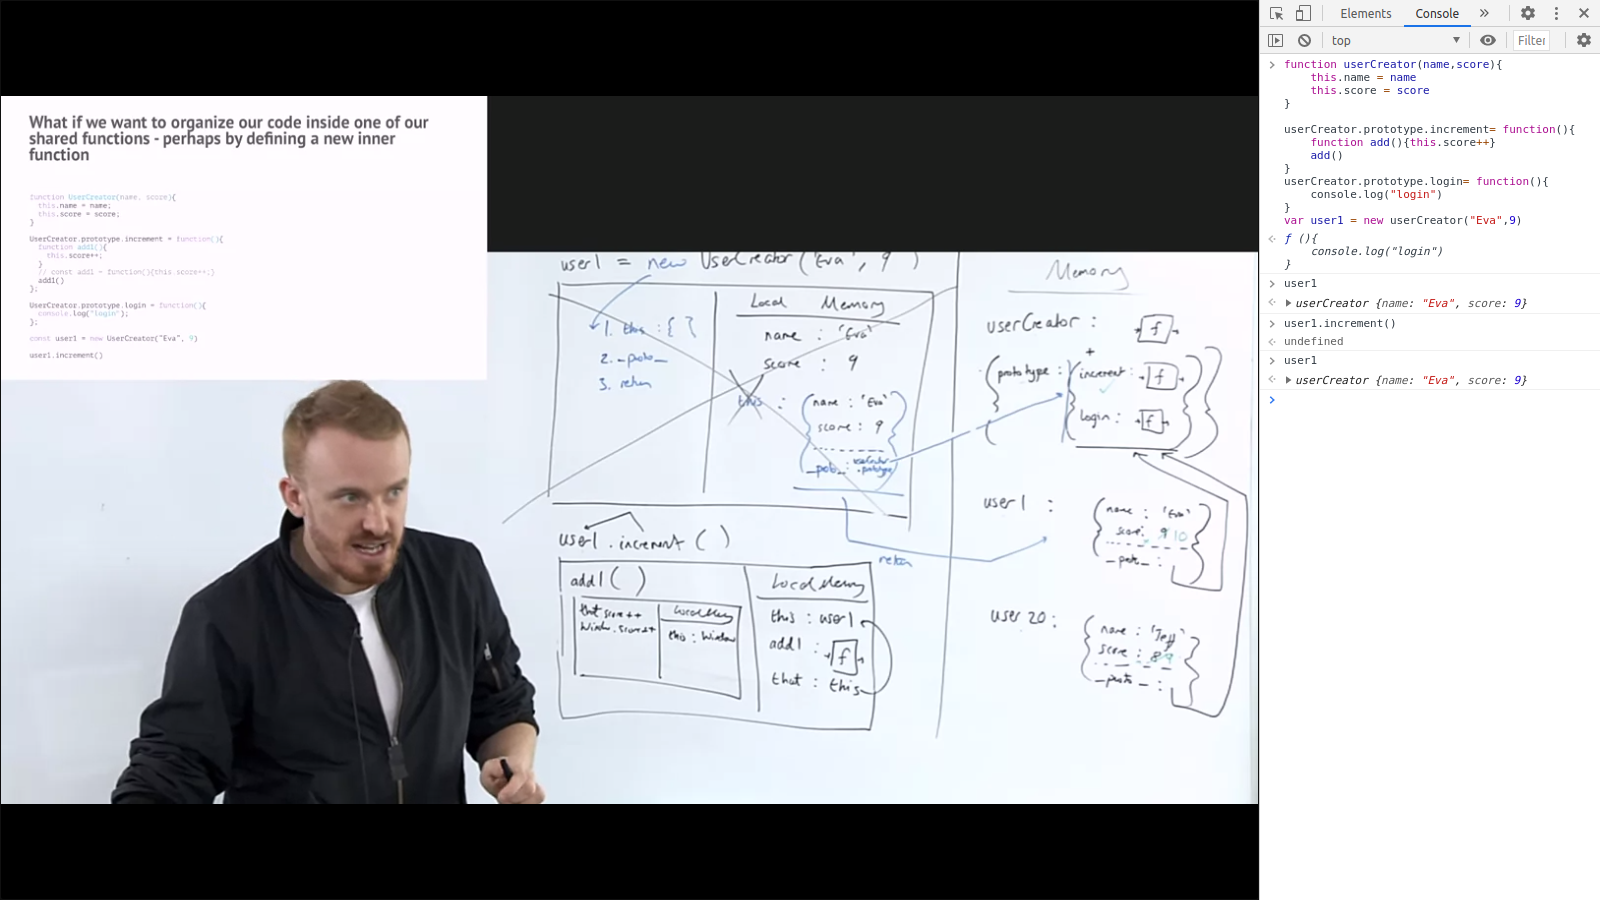 What if we want to organize our code inside one of our
shared functions - perhaps by defining a new inner
function
function UserCreator(name, score){
this.name = name;
this.score = score;
}
UserCreator.prototype.increment = function(){
function add1(){
this.score++;
}
// const add1 = function(){this.score++;}
add1()
};
UserCreator.prototype.login = function(){
console.log("login");
};
const user1 = new UserCreator("Eva", 9)
user1.increment()
user1 = new UserCreator('Eva', 9)
1. this : { }
2. _proto_
3. return
Local Memory
name : 'Eva'
score : 9
this :
name : 'Eva'
score : 9
userCreator
.prototype
return
user1.increment()
add1()
that.score++
Window.score++
Local Memory
this : Window
Local Memory
this : user1
add1 : f
that : this
Memory
userCreator : f
+
prototype :
increment : f
login : f
user1 :
name : 'Eva'
score: 9 10
_proto_ :
user 20 :
name : 'Jeff'
score : 8 9
_proto_ :
Elements Console »
top Filter
function userCreator(name,score){
this.name = name
this.score = score
}
userCreator.prototype.increment= function(){
function add(){this.score++}
add()
}
userCreator.prototype.login= function(){
console.log("login")
}
var user1 = new userCreator("Eva",9)
ƒ (){
console.log("login")
}
user1
userCreator {name: "Eva", score: 9}
user1.increment()
undefined
user1
userCreator {name: "Eva", score: 9}